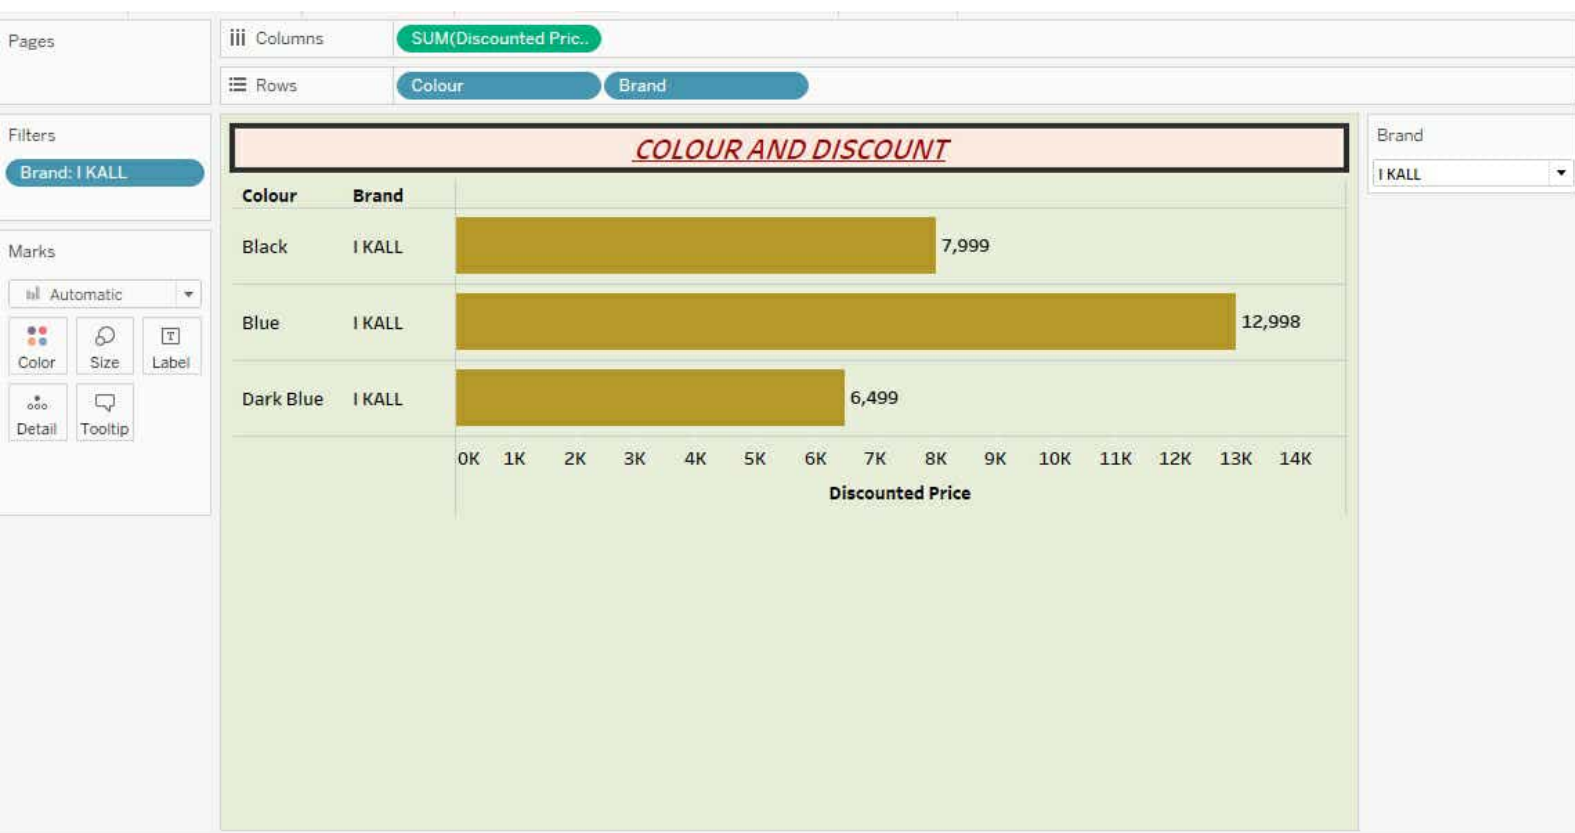 Pages
Columns
SUM(Discounted Pric..
Rows
Colour
Brand
Filters
Brand: I KALL
Marks
Automatic
Color
Size
Label
Detail
Tooltip
COLOUR AND DISCOUNT
Colour Brand
Black I KALL 7,999
Blue I KALL 12,998
Dark Blue I KALL 6,499
0K 1K 2K 3K 4K 5K 6K 7K 8K 9K 10K 11K 12K 13K 14K
Discounted Price
Brand
I KALL